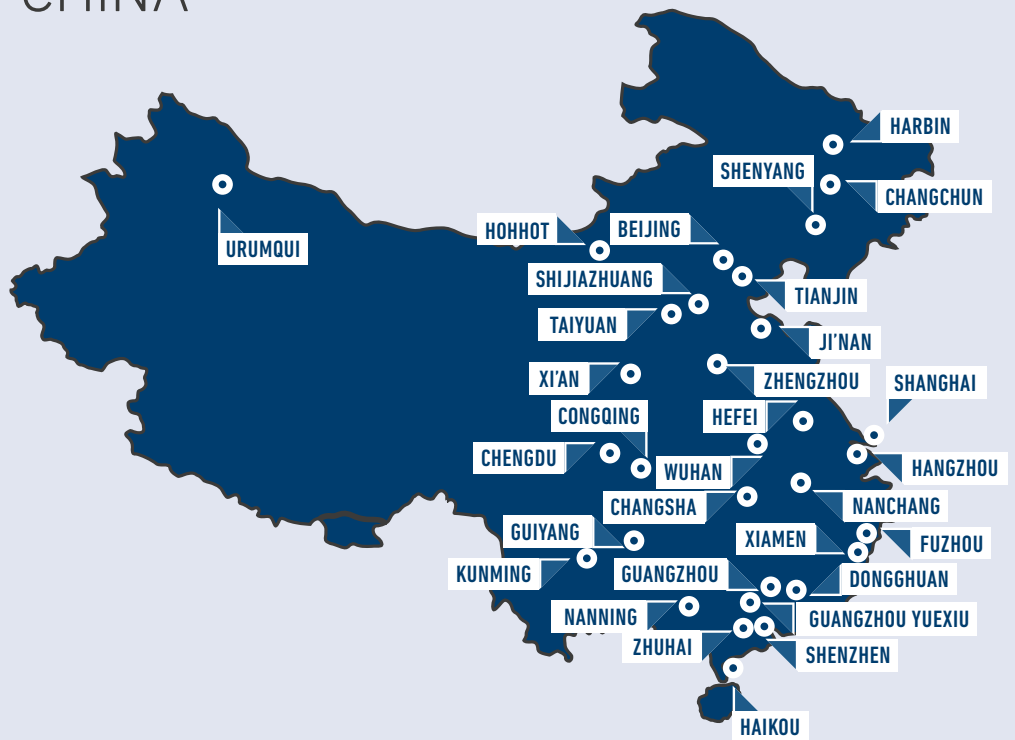 CHINA
HARBIN
SHENYANG
CHANGCHUN
HOHHOT
BEIJING
URUMQUI
SHIJIAZHUANG
TIANJIN
TAIYUAN
JI'NAN
XI'AN
ZHENGZHOU
SHANGHAI
CONGQING
HEFEI
CHENGDU
WUHAN
HANGZHOU
CHANGSHA
NANCHANG
GUIYANG
XIAMEN
FUZHOU
KUNMING
GUANGZHOU
DONGGHUAN
NANNING
GUANGZHOU YUEXIU
ZHUHAI
SHENZHEN
HAIKOU